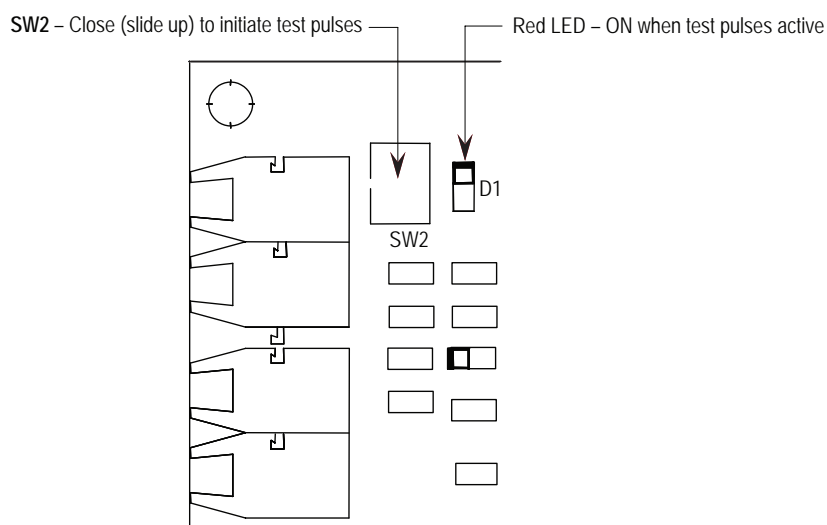 SW2 – Close (slide up) to initiate test pulses
Red LED – ON when test pulses active
D1
SW2